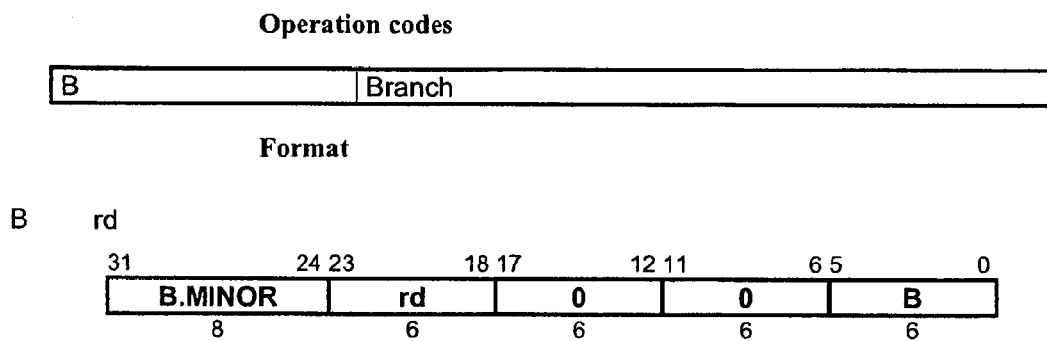 Operation codes
B Branch
Format
B rd
31 24 23 18 17 12 11 6 5 0
B.MINOR rd 0 0 B
8 6 6 6 6